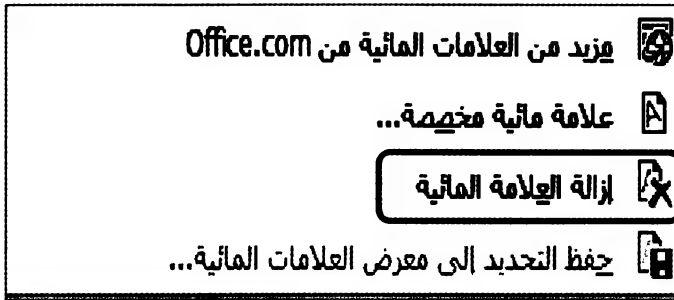 مزيد من العلامات المائية من Office.com
علامة مائية مخصصة...
إزالة العلامة المائية
حفظ التحديد إلى معرض العلامات المائية...